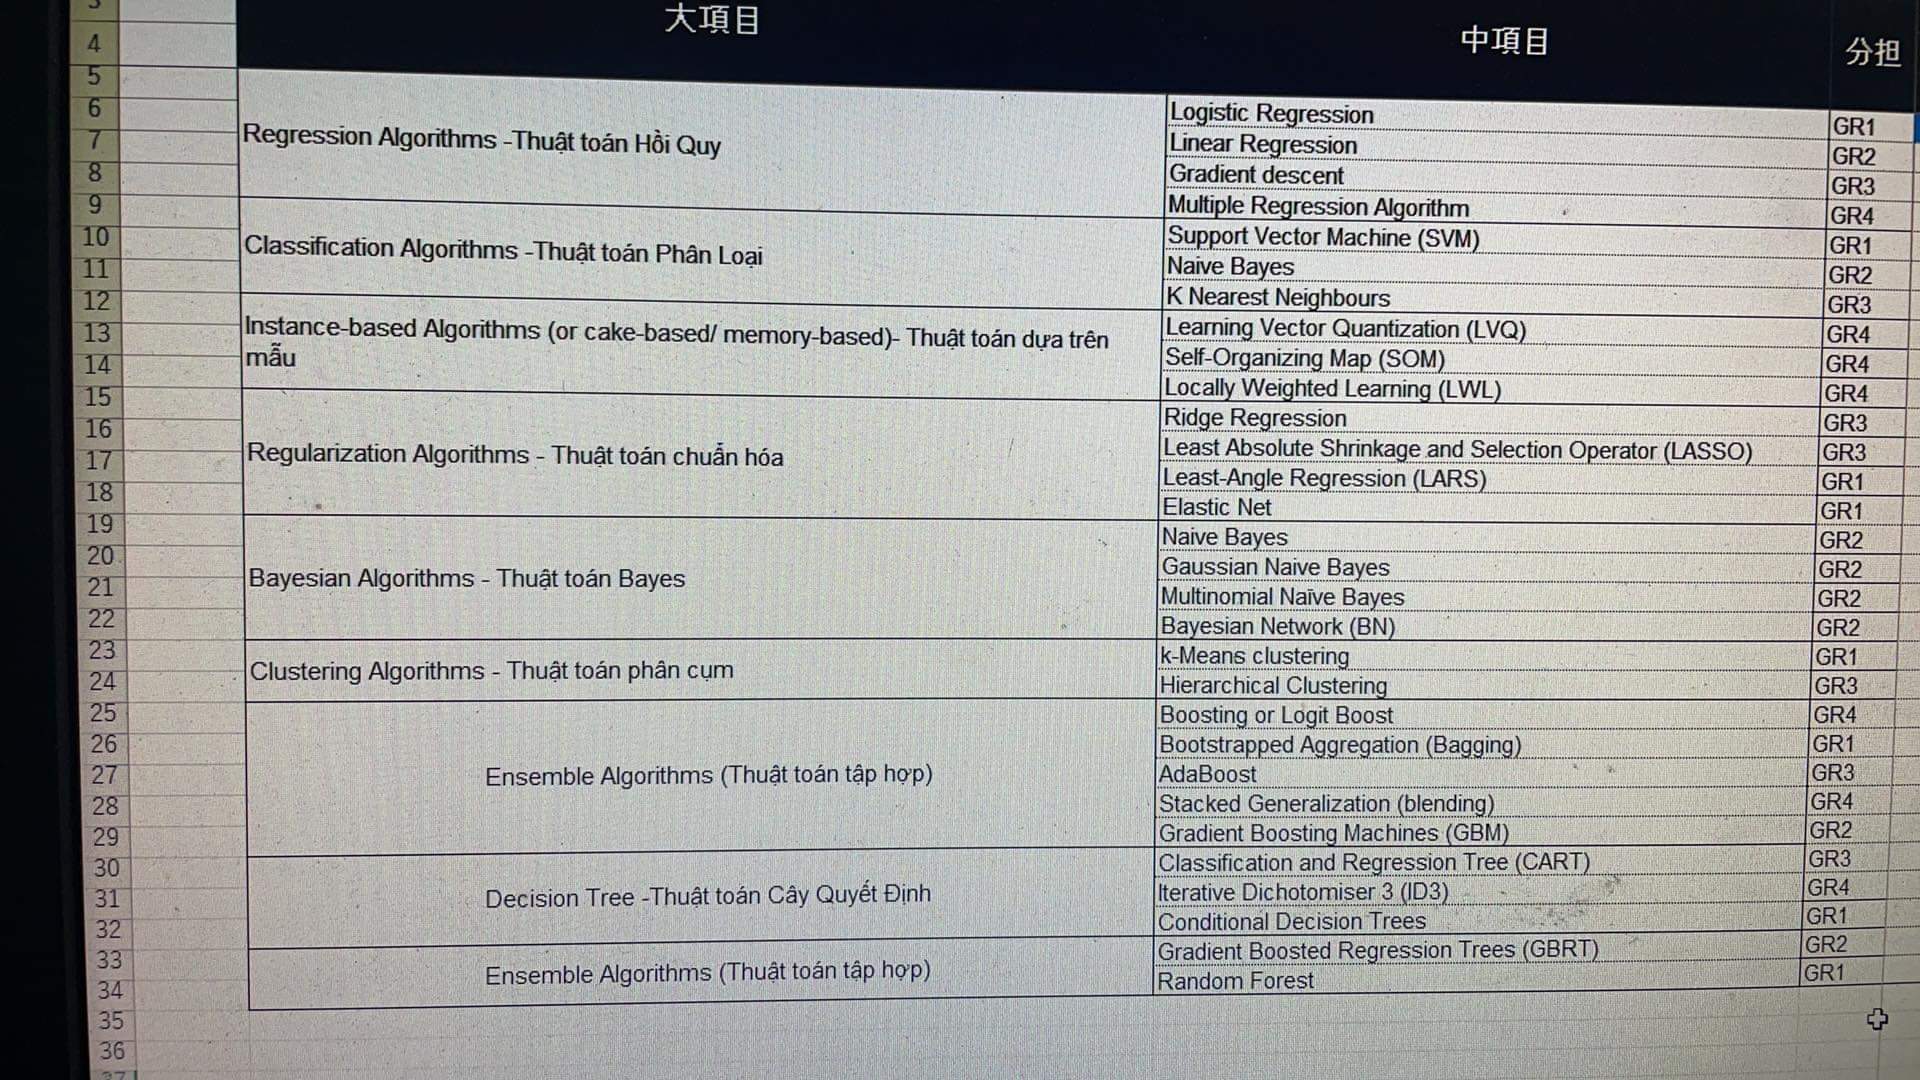 大項目 中項目 分担
3
4
5
6 Logistic Regression GR1
7 Regression Algorithms -Thuật toán Hồi Quy Linear Regression GR2
8 Gradient descent GR3
9 Multiple Regression Algorithm GR4
10 Classification Algorithms -Thuật toán Phân Loại Support Vector Machine (SVM) GR1
11 Naive Bayes GR2
12 K Nearest Neighbours GR3
13 Instance-based Algorithms (or cake-based/ memory-based)- Thuật toán dựa trên Learning Vector Quantization (LVQ) GR4
14 mẫu Self-Organizing Map (SOM) GR4
15 Locally Weighted Learning (LWL) GR4
16 Ridge Regression GR3
17 Regularization Algorithms - Thuật toán chuẩn hóa Least Absolute Shrinkage and Selection Operator (LASSO) GR3
18 Least-Angle Regression (LARS) GR1
19 Elastic Net GR1
20 Naive Bayes GR2
21 Bayesian Algorithms - Thuật toán Bayes Gaussian Naive Bayes GR2
22 Multinomial Naïve Bayes GR2
23 Bayesian Network (BN) GR2
24 Clustering Algorithms - Thuật toán phân cụm k-Means clustering GR1
25 Hierarchical Clustering GR3
26 Boosting or Logit Boost GR4
27 Bootstrapped Aggregation (Bagging) GR1
28 Ensemble Algorithms (Thuật toán tập hợp) AdaBoost GR3
29 Stacked Generalization (blending) GR4
30 Gradient Boosting Machines (GBM) GR2
31 Classification and Regression Tree (CART) GR3
32 Decision Tree -Thuật toán Cây Quyết Định Iterative Dichotomiser 3 (ID3) GR4
33 Conditional Decision Trees GR1
34 Ensemble Algorithms (Thuật toán tập hợp) Gradient Boosted Regression Trees (GBRT) GR2
35 Random Forest GR1
36
37